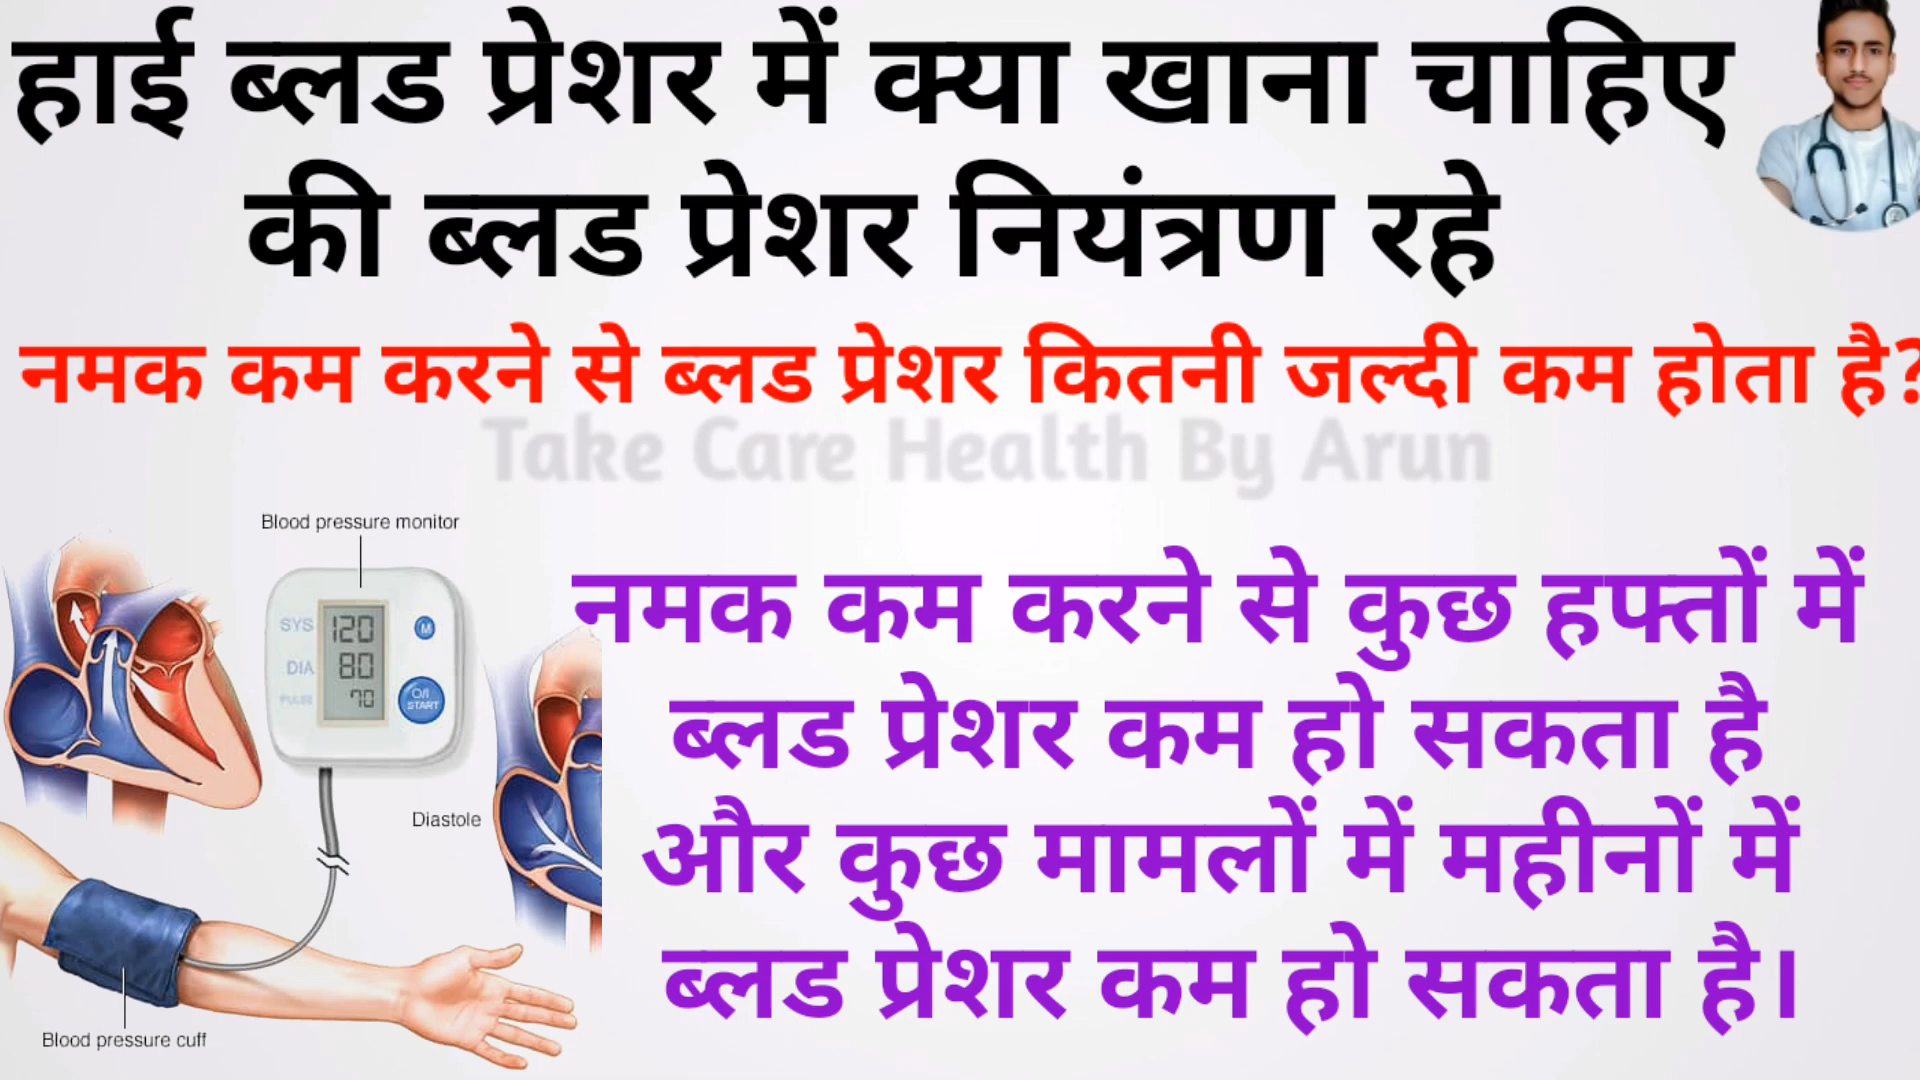 हाई ब्लड प्रेशर में क्या खाना चाहिए
की ब्लड प्रेशर नियंत्रण रहे
नमक कम करने से ब्लड प्रेशर कितनी जल्दी कम होता है?
Take Care Health By Arun
Blood pressure monitor
SYS 120 M
DIA 80
PULSE 70
O/I
START
Diastole
Blood pressure cuff
नमक कम करने से कुछ हफ्तों में
ब्लड प्रेशर कम हो सकता है
और कुछ मामलों में महीनों में
ब्लड प्रेशर कम हो सकता है।